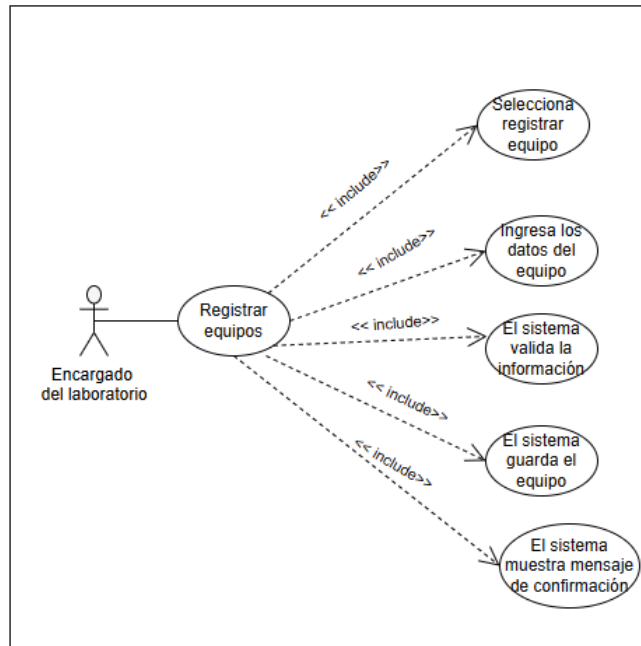 Selecciona
registrar
equipo
<< include>>
Ingresa los
datos del
equipo
<< include>>
Registrar
equipos
<< include>>
El sistema
valida la
información
Encargado
del laboratorio
<< include>>
El sistema
guarda el
equipo
<< include>>
El sistema
muestra mensaje
de confirmación